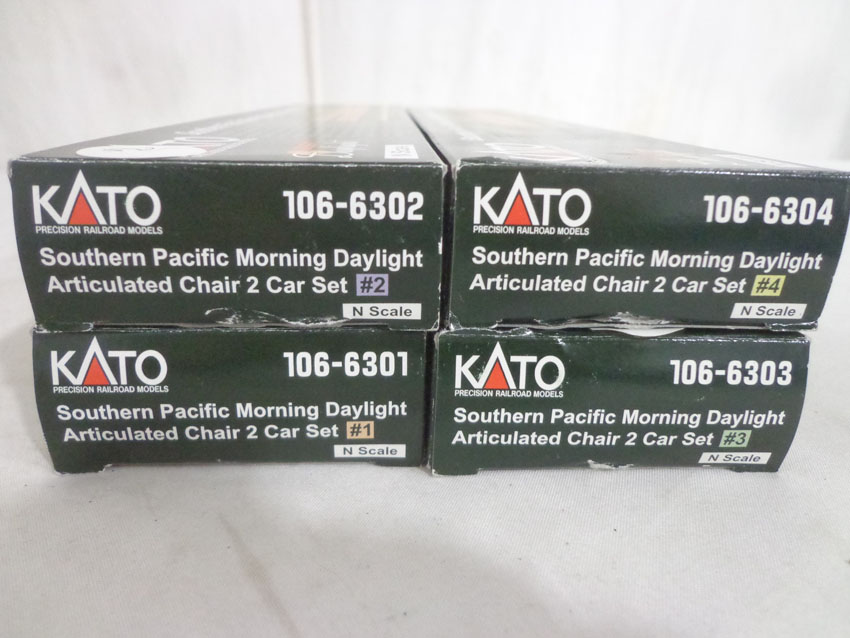 KATO
PRECISION RAILROAD MODELS
106-6302
Southern Pacific Morning Daylight
Articulated Chair 2 Car Set #2
N Scale
KATO
PRECISION RAILROAD MODELS
106-6304
Southern Pacific Morning Daylight
Articulated Chair 2 Car Set #4
N Scale
KATO
PRECISION RAILROAD MODELS
106-6301
Southern Pacific Morning Daylight
Articulated Chair 2 Car Set #1
N Scale
KATO
PRECISION RAILROAD MODELS
106-6303
Southern Pacific Morning Daylight
Articulated Chair 2 Car Set #3
N Scale